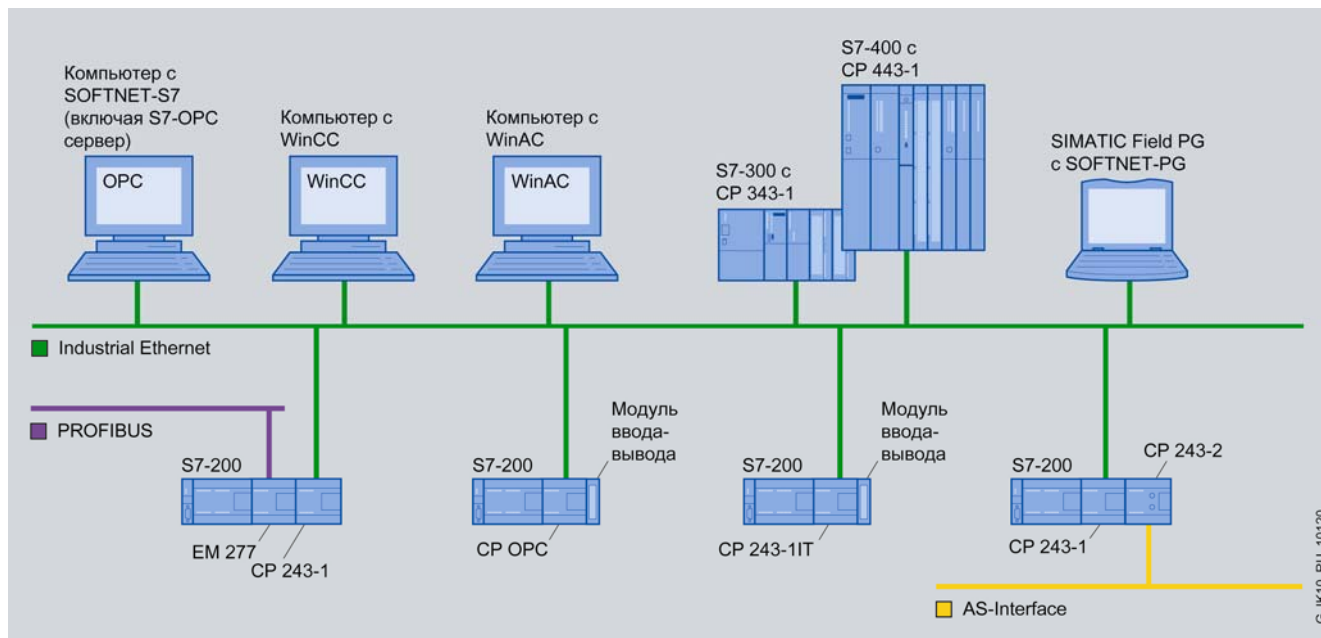 Компьютер с
SOFTNET-S7
(включая S7-OPC
сервер)
OPC
Компьютер с
WinCC
WinCC
Компьютер с
WinAC
WinAC
S7-300 с
CP 343-1
S7-400 с
CP 443-1
SIMATIC Field PG
с SOFTNET-PG
Industrial Ethernet
PROFIBUS
S7-200
EM 277
CP 243-1
S7-200
Модуль
ввода-
вывода
CP OPC
S7-200
Модуль
ввода-
вывода
CP 243-1IT
S7-200
CP 243-2
CP 243-1
AS-Interface